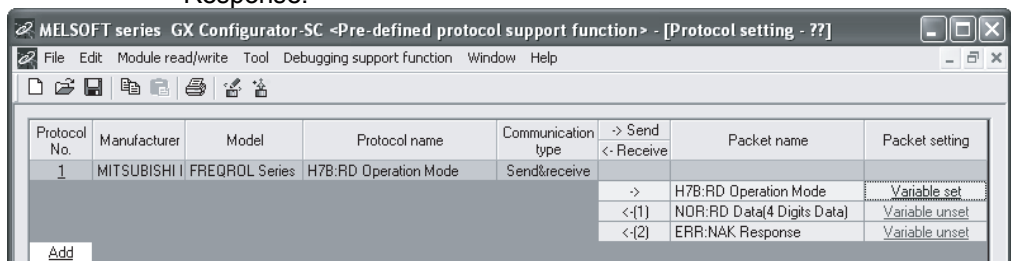 Response.
MELSOFT series GX Configurator-SC <Pre-defined protocol support function> - [Protocol setting - ??]
File Edit Module read/write Tool Debugging support function Window Help
Protocol No. Manufacturer Model Protocol name Communication type -> Send <- Receive Packet name Packet setting
1 MITSUBISHI I FREQROL Series H7B:RD Operation Mode Send&receive
-> H7B:RD Operation Mode Variable set
<-(1) NOR:RD Data(4 Digits Data) Variable unset
<-(2) ERR:NAK Response Variable unset
Add